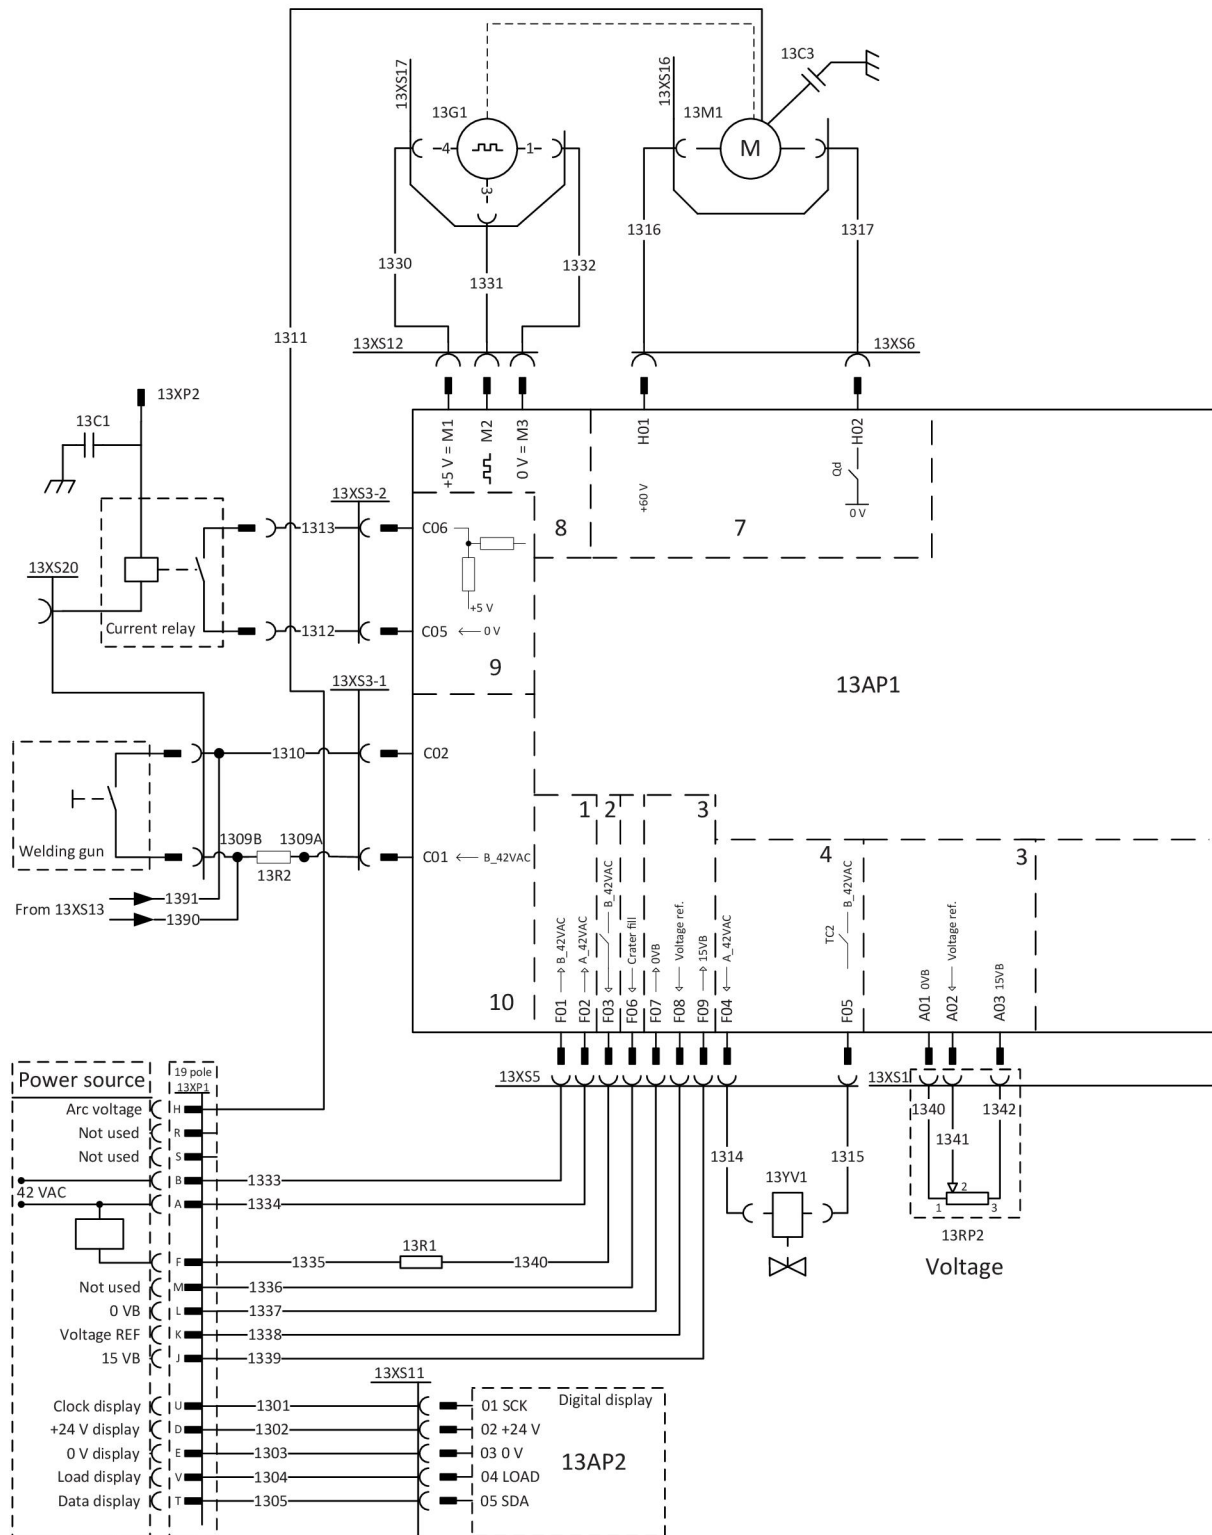 13C3
13XS17
13XS16
13G1
13M1
4
1
3
M
1316
1317
1330
1331
1332
1311
13XS12
13XS6
13XP2
13C1
+5 V = M1
M2
0 V = M3
H01
H02
Qd
+60 V
0 V
13XS3-2
8
7
1313
C06
13XS20
+5 V
Current relay
1312
C05
0 V
9
13XS3-1
13AP1
1310
C02
1
2
3
Welding gun
1309B
1309A
C01
B_42VAC
4
3
13R2
1391
From 13XS13
1390
B_42VAC
A_42VAC
B_42VAC
Crater fill
0VB
Voltage ref.
15VB
A_42VAC
TC2
B_42VAC
0VB
Voltage ref.
15VB
10
F01
F02
F03
F06
F07
F08
F09
F04
F05
A01
A02
A03
Power source
19 pole
13XP1
13XS5
13XS1
Arc voltage
H
1340
1342
Not used
R
1341
Not used
S
1314
1315
B
1333
13YV1
2
42 VAC
A
1334
1
3
13RP2
13R1
Voltage
F
1335
1340
Not used
M
1336
0 VB
L
1337
Voltage REF
K
1338
15 VB
J
1339
13XS11
Clock display
U
1301
01 SCK
Digital display
+24 V display
D
1302
02 +24 V
0 V display
E
1303
03 0 V
13AP2
Load display
V
1304
04 LOAD
Data display
T
1305
05 SDA